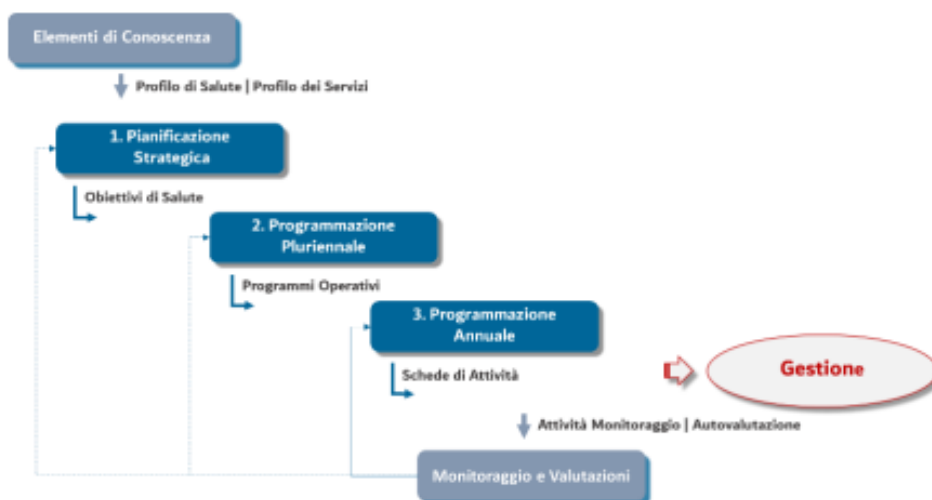 Elementi di Conoscenza
Profilo di Salute | Profilo dei Servizi
1. Pianificazione
Strategica
Obiettivi di Salute
2. Programmazione
Pluriennale
Programmi Operativi
3. Programmazione
Annuale
Gestione
Schede di Attività
Attività Monitoraggio | Autovalutazione
Monitoraggio e Valutazioni